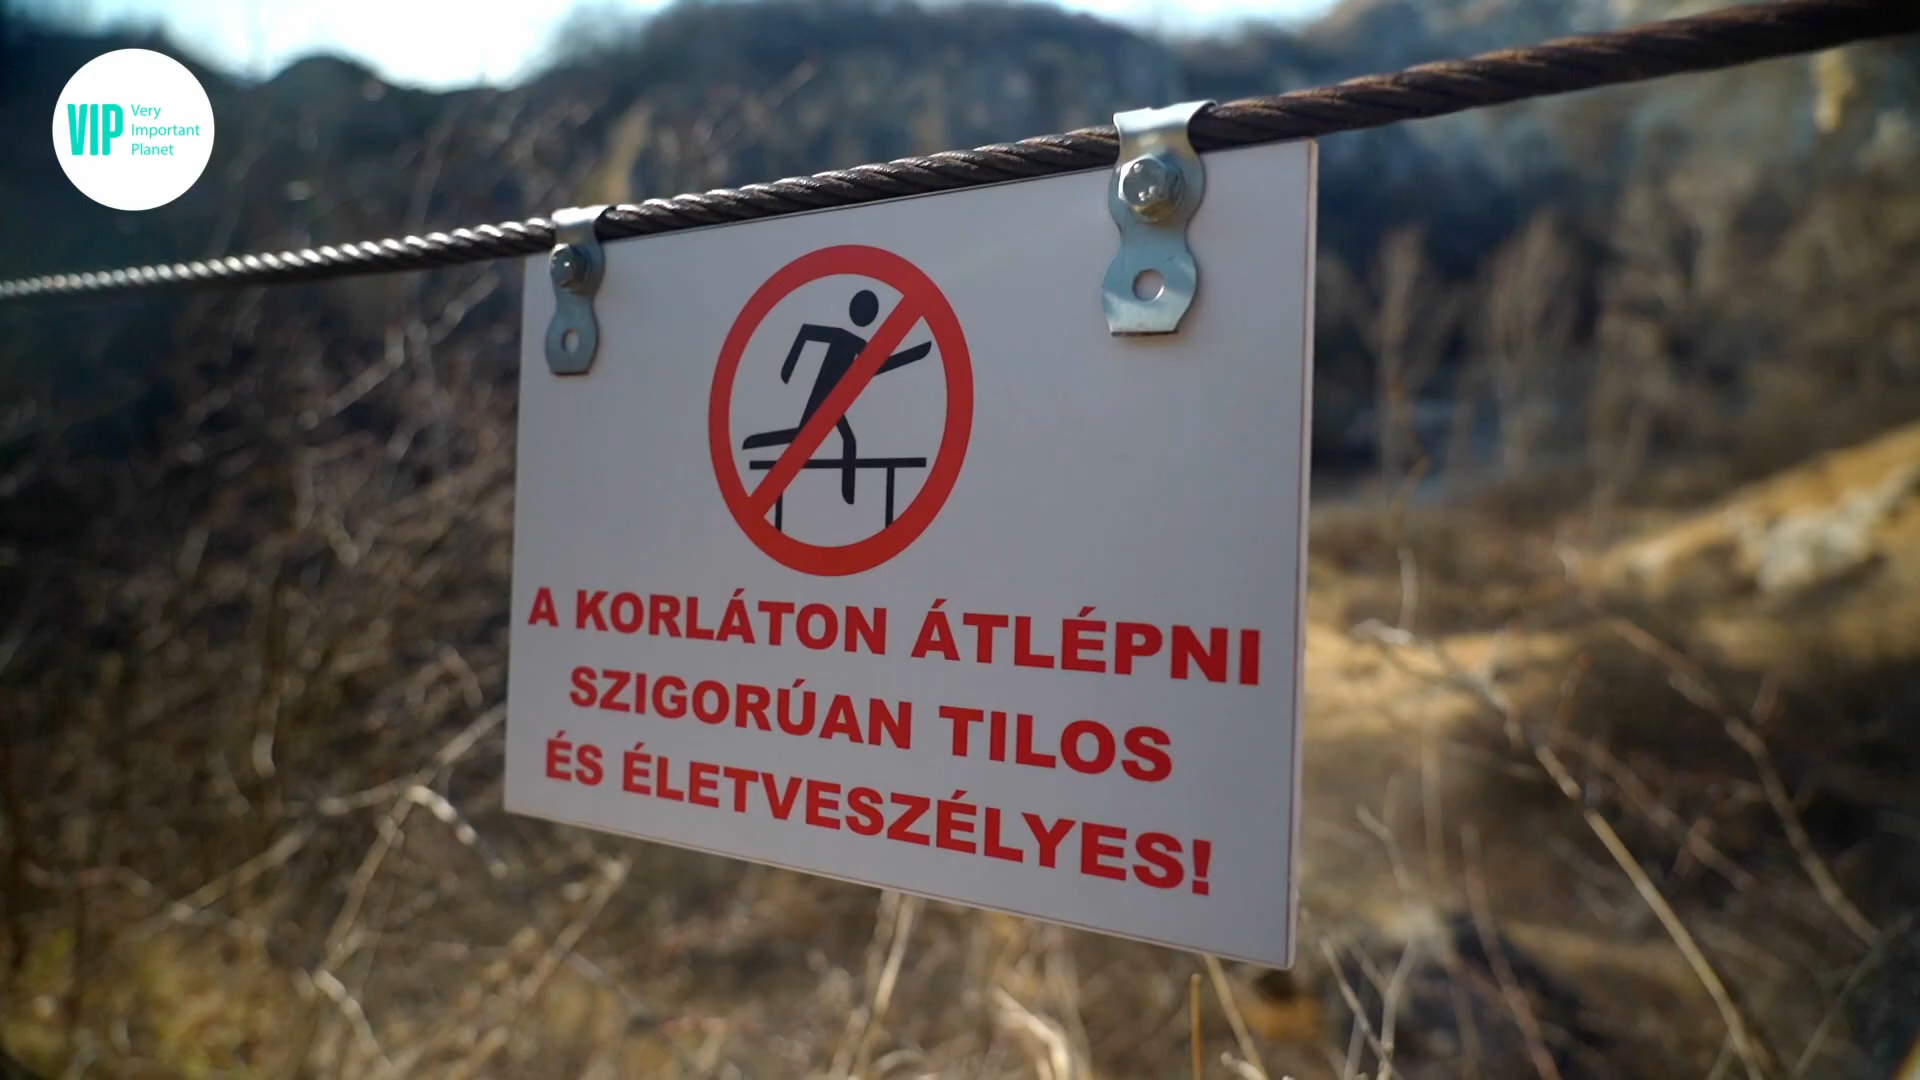 VIP
Very
Important
Planet
A KORLÁTON ÁTLÉPNI
SZIGORÚAN TILOS
ÉS ÉLETVESZÉLYES!